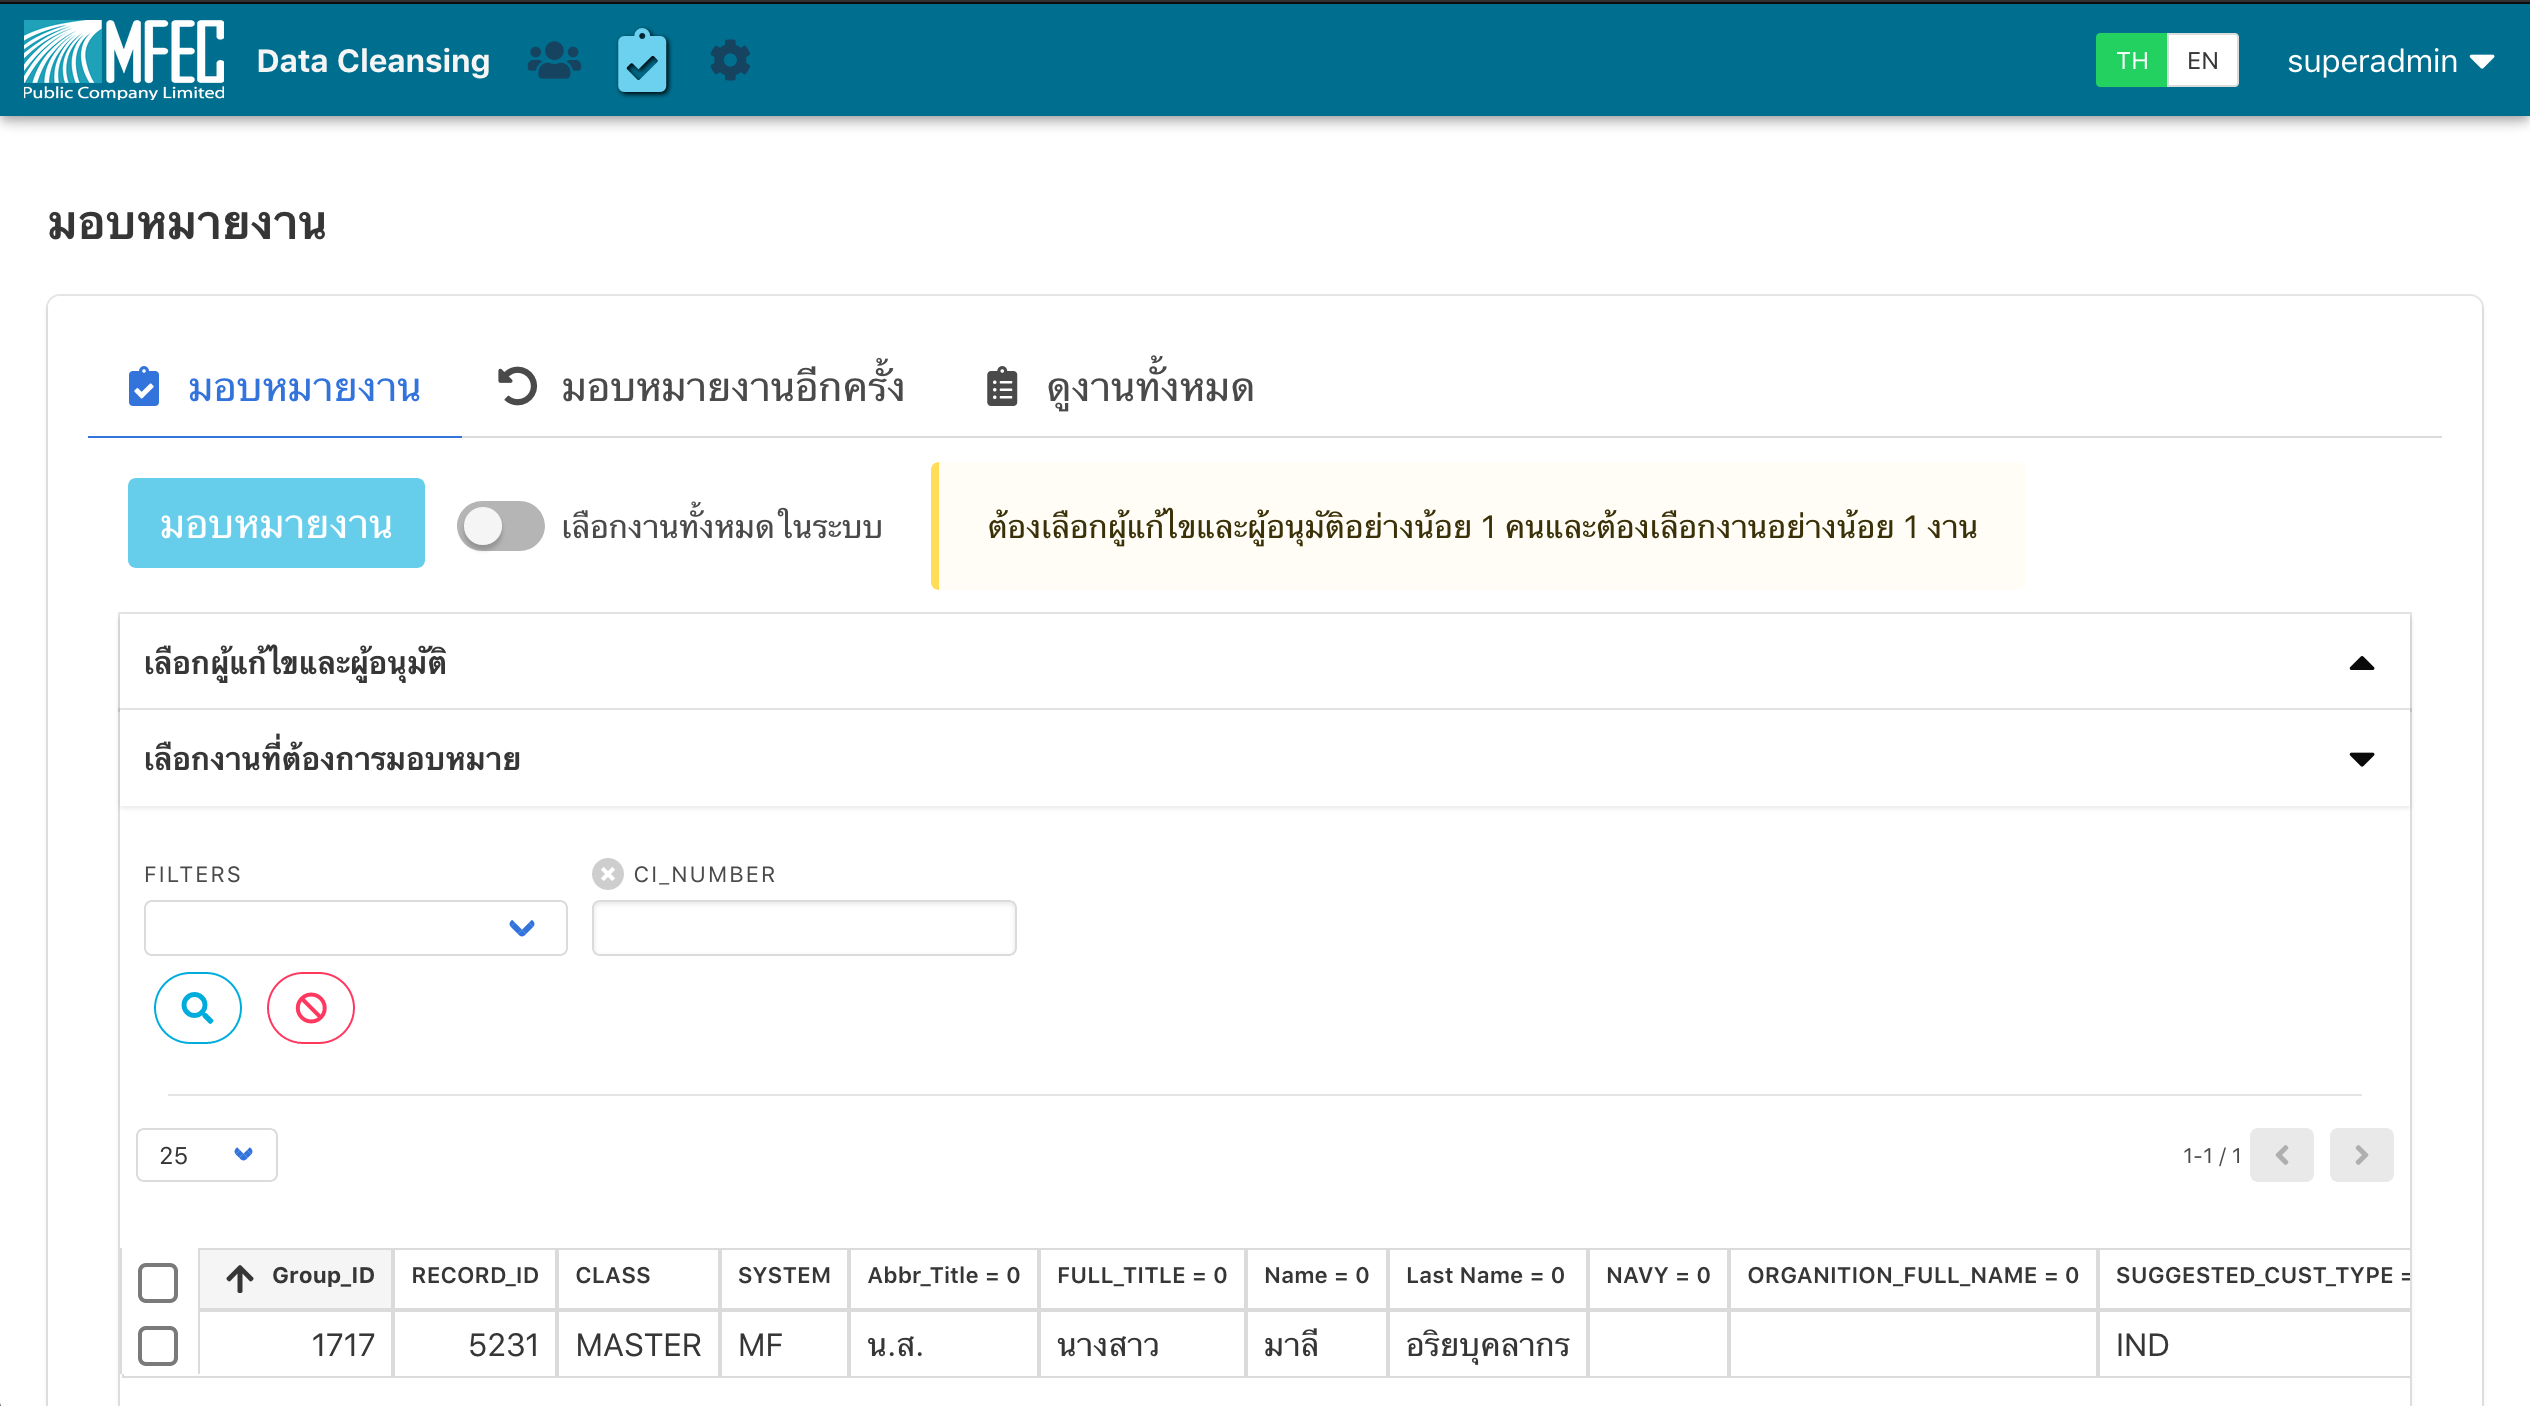 MFEC
Public Company Limited
Data Cleansing
TH EN
superadmin
มอบหมายงาน
มอบหมายงาน มอบหมายงานอีกครั้ง ดูงานทั้งหมด
มอบหมายงาน เลือกงานทั้งหมดในระบบ ต้องเลือกผู้แก้ไขและผู้อนุมัติอย่างน้อย 1 คนและต้องเลือกงานอย่างน้อย 1 งาน
เลือกผู้แก้ไขและผู้อนุมัติ
เลือกงานที่ต้องการมอบหมาย
FILTERS CI_NUMBER
25 1-1 / 1
Group_ID RECORD_ID CLASS SYSTEM Abbr_Title = 0 FULL_TITLE = 0 Name = 0 Last Name = 0 NAVY = 0 ORGANITION_FULL_NAME = 0 SUGGESTED_CUST_TYPE =
1717 5231 MASTER MF น.ส. นางสาว มาลี อริยบุคลากร IND